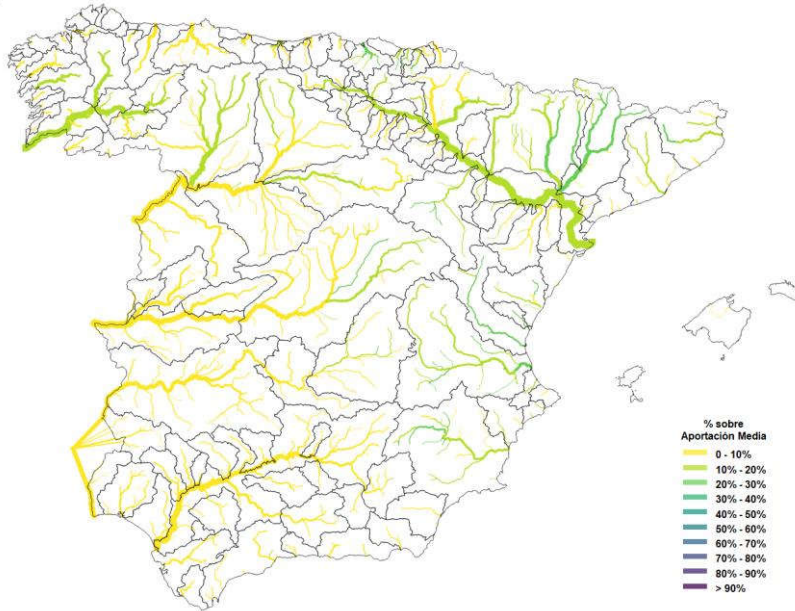 % sobre
Aportación Media
0 - 10%
10% - 20%
20% - 30%
30% - 40%
40% - 50%
50% - 60%
60% - 70%
70% - 80%
80% - 90%
> 90%